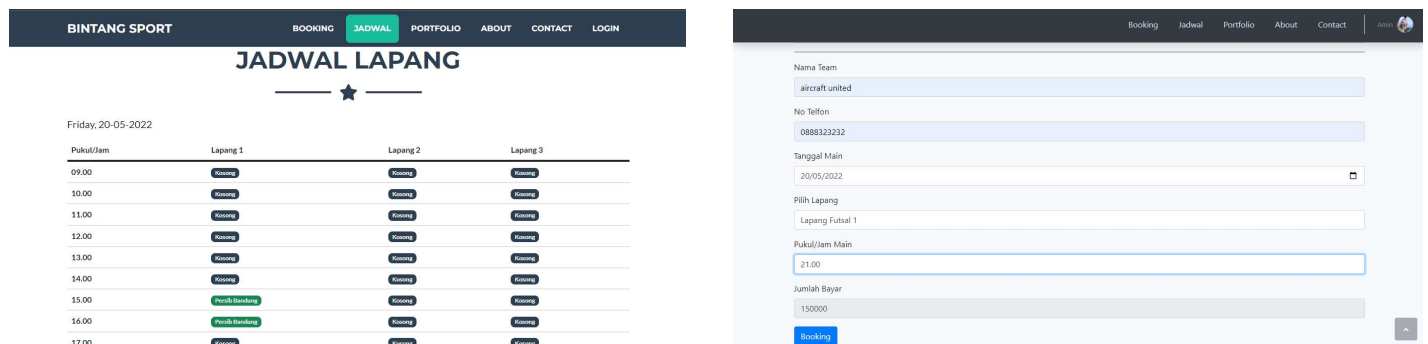 BINTANG SPORT BOOKING JADWAL PORTFOLIO ABOUT CONTACT LOGIN
JADWAL LAPANG
Friday, 20-05-2022
Pukul/Jam Lapang 1 Lapang 2 Lapang 3
09.00 Kosong Kosong Kosong
10.00 Kosong Kosong Kosong
11.00 Kosong Kosong Kosong
12.00 Kosong Kosong Kosong
13.00 Kosong Kosong Kosong
14.00 Kosong Kosong Kosong
15.00 Persib Bandung Kosong Kosong
16.00 Persib Bandung Kosong Kosong
17.00 Kosong Kosong Kosong
Booking Jadwal Portfolio About Contact Amin
Nama Team
aircraft united
No Telfon
0888323232
Tanggal Main
20/05/2022
Pilih Lapang
Lapang Futsal 1
Pukul/Jam Main
21.00
Jumlah Bayar
150000
Booking